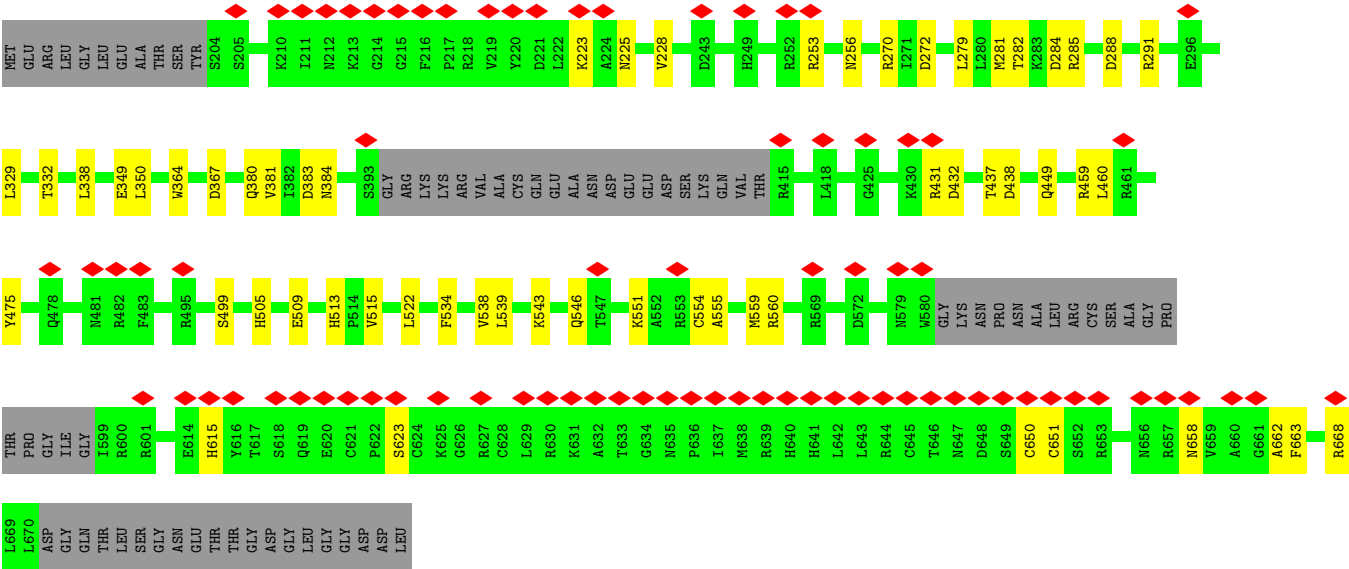 MET GLU ARG LEU GLY LEU GLU ALA THR SER TYR S204 S205 K210 I211 N212 K213 G214 G215 F216 P217 R218 V219 Y220 D221 L222 K223 A224 N225 V228 D243 H249 R252 R253 N256 R270 I271 D272 L279 L280 M281 T282 K283 D284 R285 D288 R291 E296
L329 T332 L338 E349 L350 W364 D367 Q380 V381 I382 D383 N384 S393 GLY ARG LYS LYS ARG VAL ALA CYS GLN GLU ALA ASN ASP GLU GLU ASP SER LYS GLN VAL THR R415 L418 G425 K430 R431 D432 T437 D438 Q449 R459 L460 R461
Y475 Q478 N481 R482 F483 R495 S499 H505 E509 H513 P514 V515 L522 F534 V538 L539 K543 Q546 T547 K551 A552 R553 C554 A555 M559 R560 R569 D572 N579 W580 GLY LYS ASN PRO ASN ALA LEU ARG CYS SER ALA GLY PRO
THR PRO GLY ILE GLY I599 R600 R601 E614 H615 Y616 T617 S618 Q619 E620 C621 P622 S623 C624 K625 G626 R627 C628 L629 R630 K631 A632 T633 G634 N635 P636 I637 M638 R639 H640 H641 L642 L643 R644 C645 T646 N647 D648 S649 C650 C651 S652 R653 N656 R657 N658 V659 A660 G661 A662 F663 R668
L669 L670 ASP GLY GLN THR LEU SER GLY ASN GLU THR THR GLY ASP GLY LEU GLY GLY ASP ASP LEU